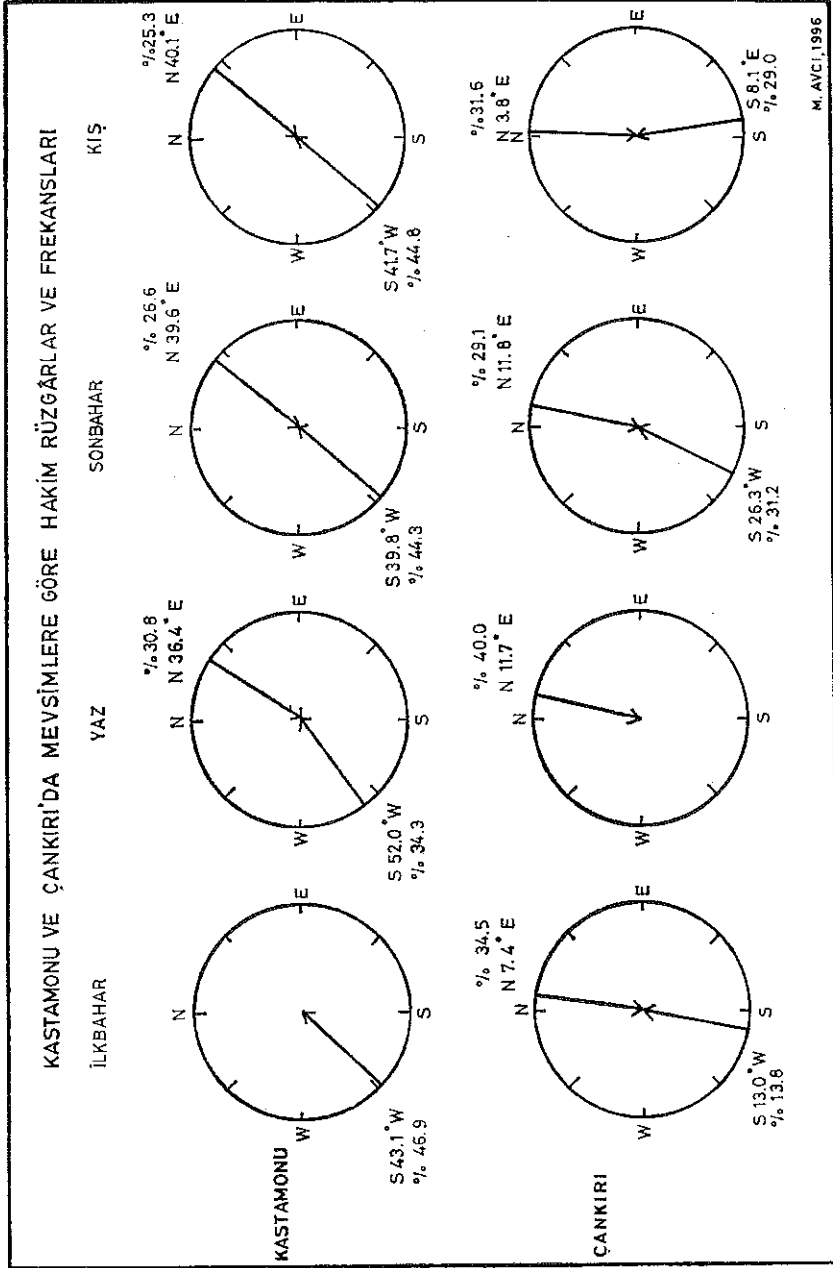 KASTAMONU VE ÇANKIRI'DA MEVSİMLERE GÖRE HAKİM RÜZGÂRLAR VE FREKANSLARI
İLKBAHAR
YAZ
SONBAHAR
KIŞ
KASTAMONU
N
E
S
W
S 43.1° W
% 46.9
%30.8
N 36.4° E
N
E
S
W
S 52.0° W
% 34.3
% 26.6
N 39.6° E
N
E
S
W
S 39.8° W
% 44.3
%25.3
N 40.1° E
N
E
S
W
S 41.7° W
% 44.8
ÇANKIRI
% 34.5
N 7.4° E
N
E
S
W
S 13.0° W
% 13.8
% 40.0
N 11.7° E
N
E
S
W
% 29.1
N 11.8° E
N
E
S
W
S 26.3° W
% 31.2
%31.6
N 3.8° E
N
E
S
W
S 8.1° E
% 29.0
M. AVCI, 1996